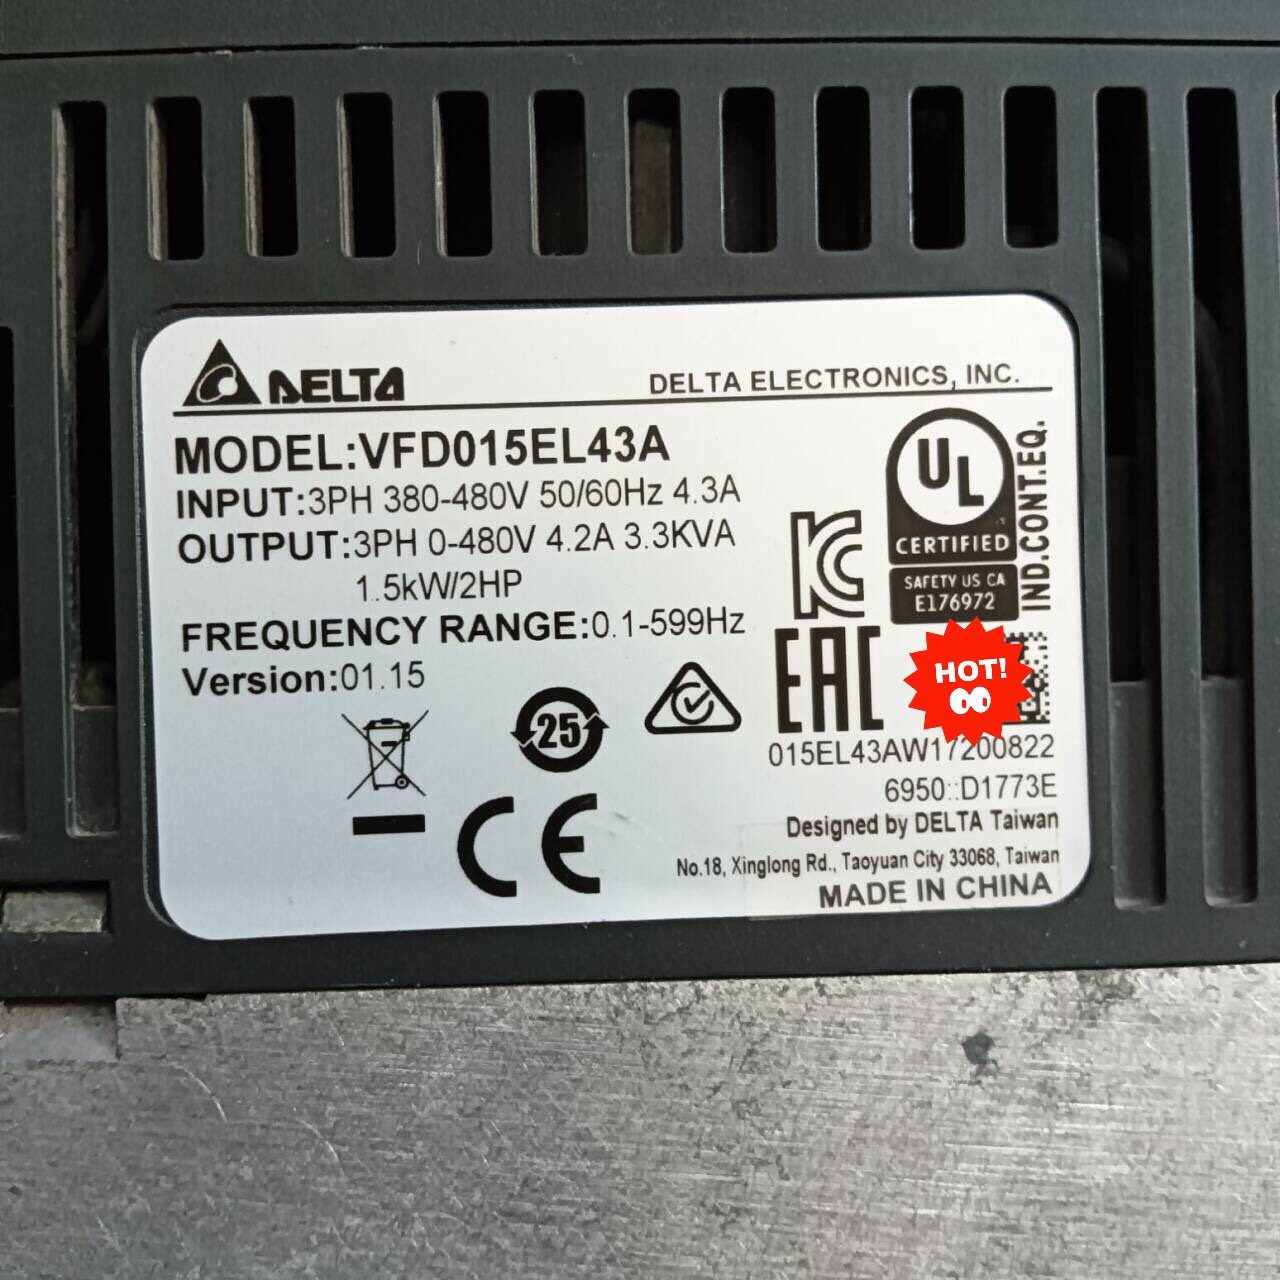 DELTA
DELTA ELECTRONICS, INC.
MODEL:VFD015EL43A
INPUT:3PH 380-480V 50/60Hz 4.3A
OUTPUT:3PH 0-480V 4.2A 3.3KVA
1.5kW/2HP
FREQUENCY RANGE:0.1-599Hz
Version:01.15
25
CE
UL
CERTIFIED
SAFETY US CA
E176972
IND.CONT.EQ.
KC
EAC
HOT!
015EL43AW17200822
6950::D1773E
Designed by DELTA Taiwan
No.18, Xinglong Rd., Taoyuan City 33068, Taiwan
MADE IN CHINA